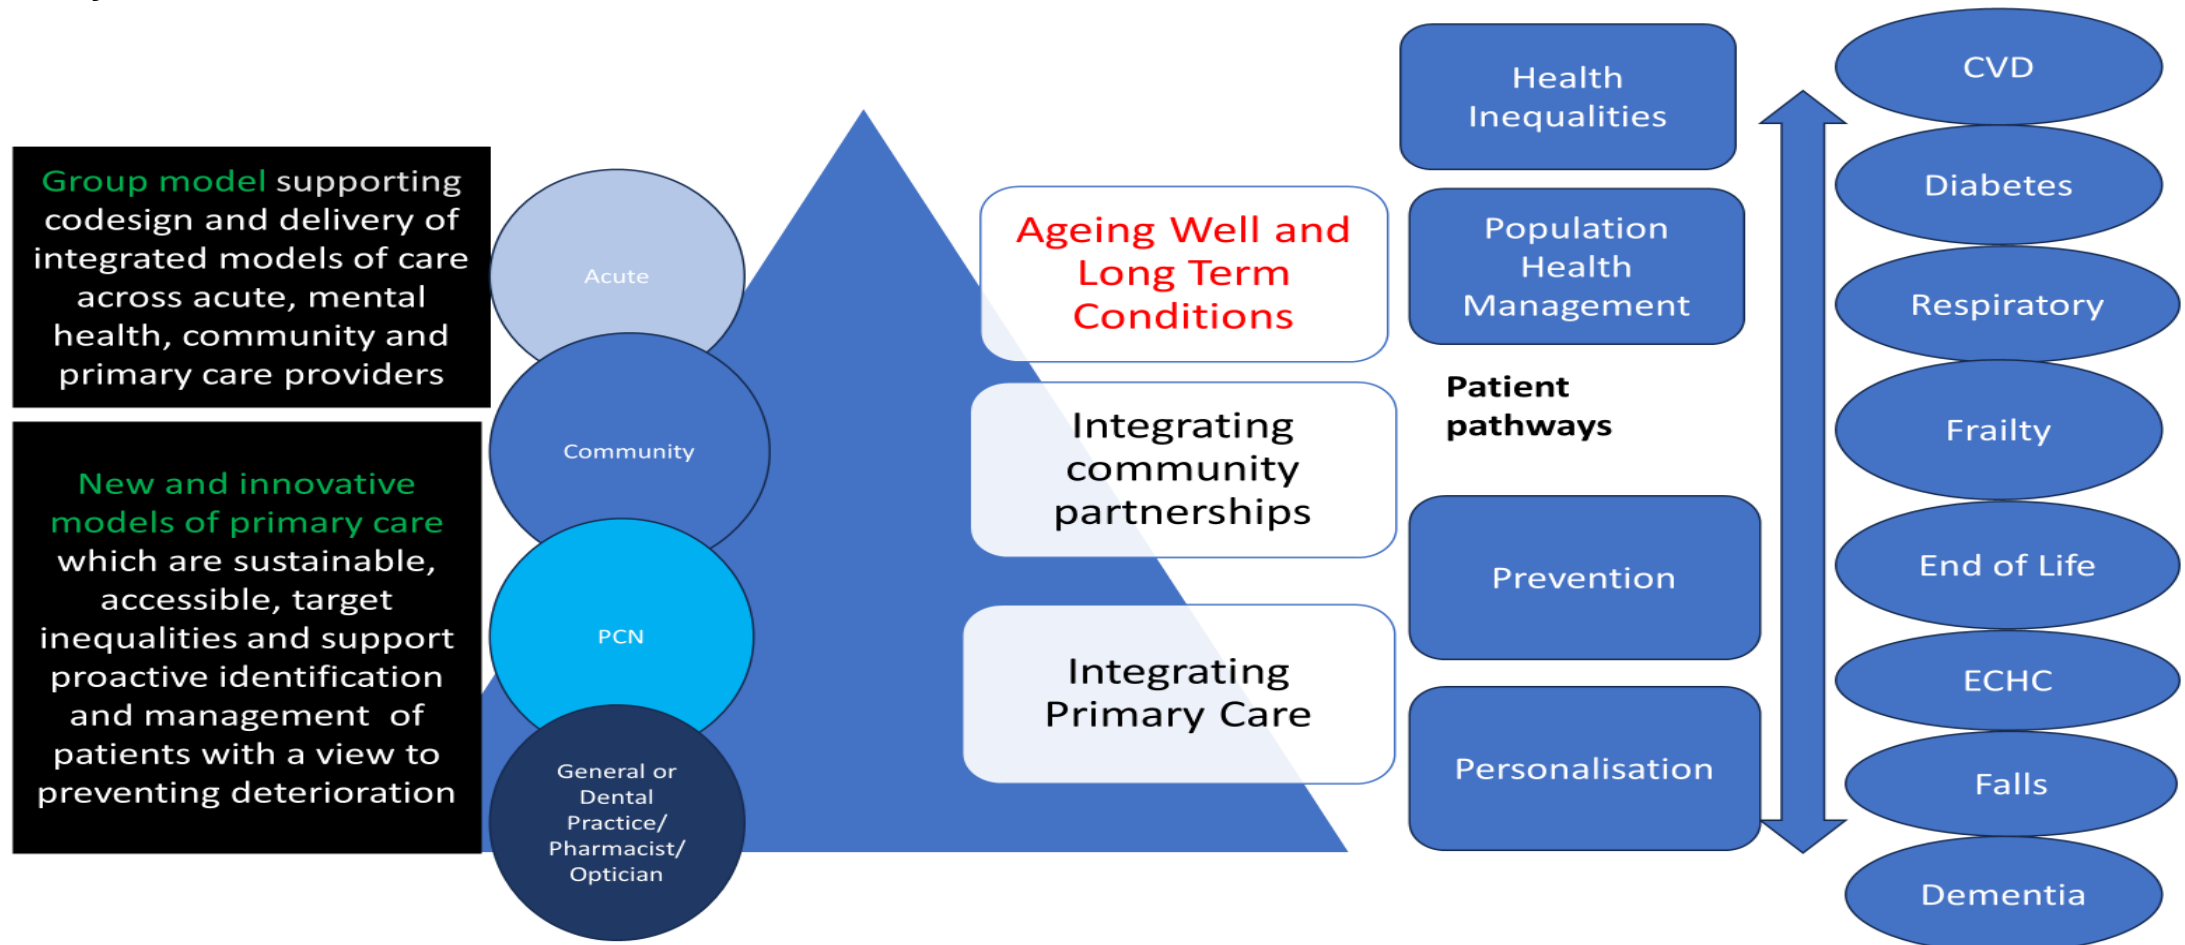 Group model supporting
codesign and delivery of
integrated models of care
across acute, mental
health, community and
primary care providers
New and innovative
models of primary care
which are sustainable,
accessible, target
inequalities and support
proactive identification
and management of
patients with a view to
preventing deterioration
Acute
Community
PCN
General or
Dental
Practice/
Pharmacist/
Optician
Ageing Well and
Long Term
Conditions
Integrating
community
partnerships
Integrating
Primary Care
Health
Inequalities
Population
Health
Management
Patient
pathways
Prevention
Personalisation
CVD
Diabetes
Respiratory
Frailty
End of Life
ECHC
Falls
Dementia